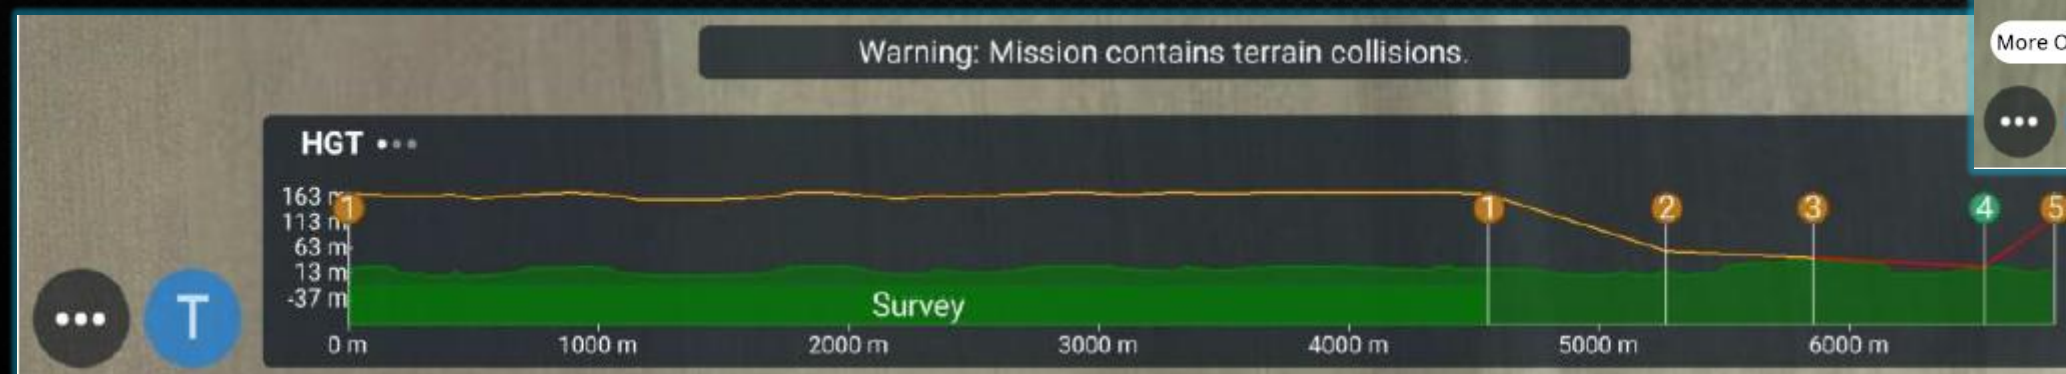 Warning: Mission contains terrain collisions.
More O
HGT
163 m
113 m
63 m
13 m
-37 m
1
1
2
3
4
5
Survey
T
0 m
1000 m
2000 m
3000 m
4000 m
5000 m
6000 m